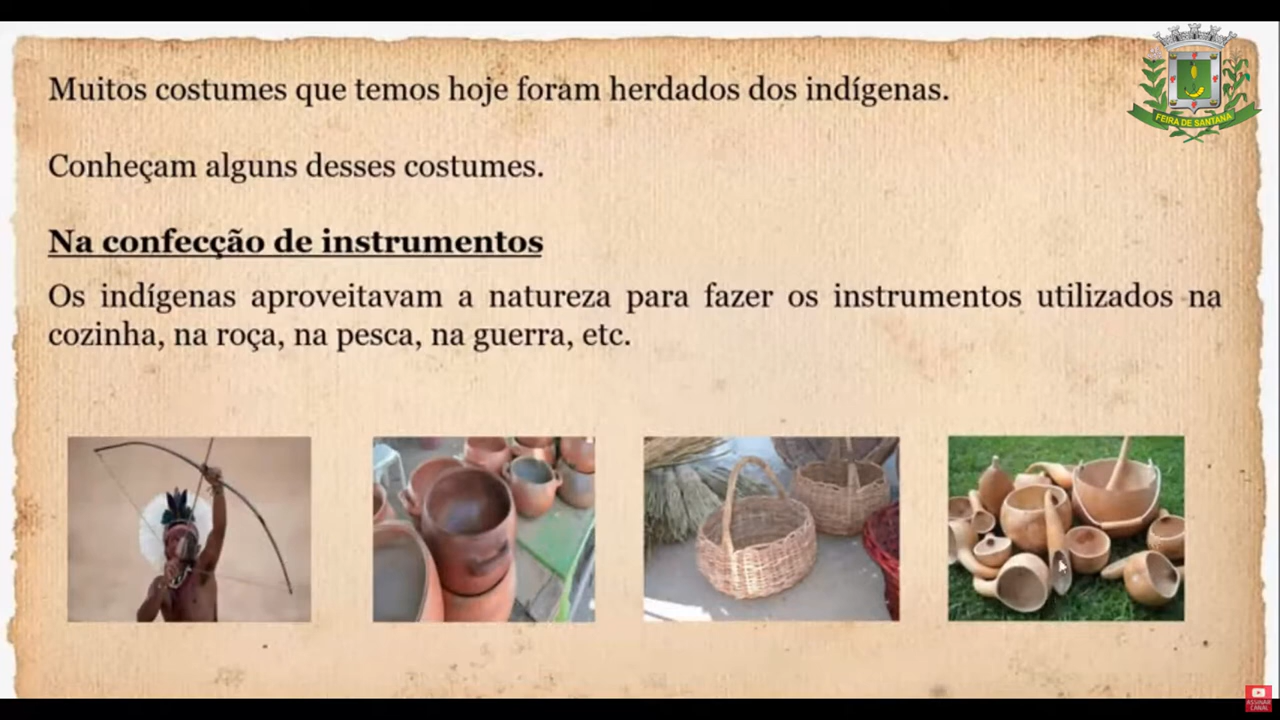 Muitos costumes que temos hoje foram herdados dos indígenas.
FEIRA DE SANTANA
Conheçam alguns desses costumes.
Na confecção de instrumentos
Os indígenas aproveitavam a natureza para fazer os instrumentos utilizados na
cozinha, na roça, na pesca, na guerra, etc.
ASSINAR
CANAL